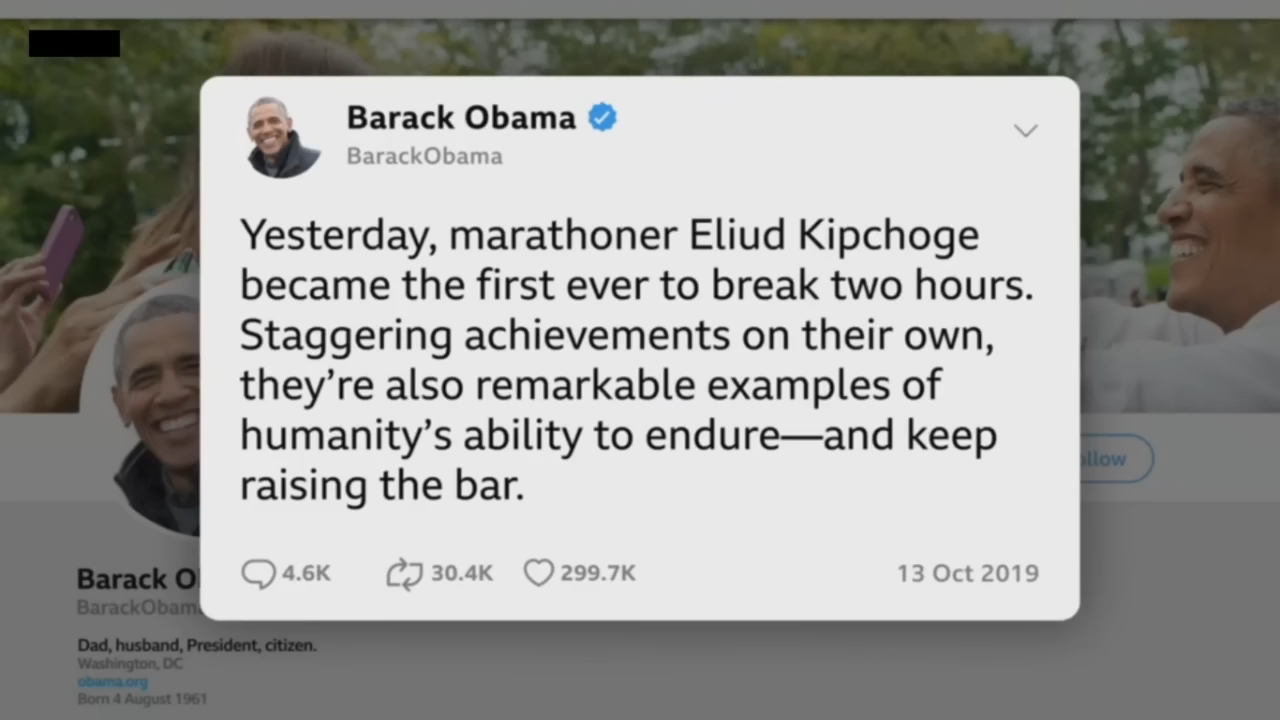 Barack Obama
BarackObama
Yesterday, marathoner Eliud Kipchoge
became the first ever to break two hours.
Staggering achievements on their own,
they're also remarkable examples of
humanity's ability to endure—and keep
raising the bar.
4.6K 30.4K 299.7K 13 Oct 2019
ollow
Barack O
BarackObama
Dad, husband, President, citizen.
Washington, DC
obama.org
Born 4 August 1961